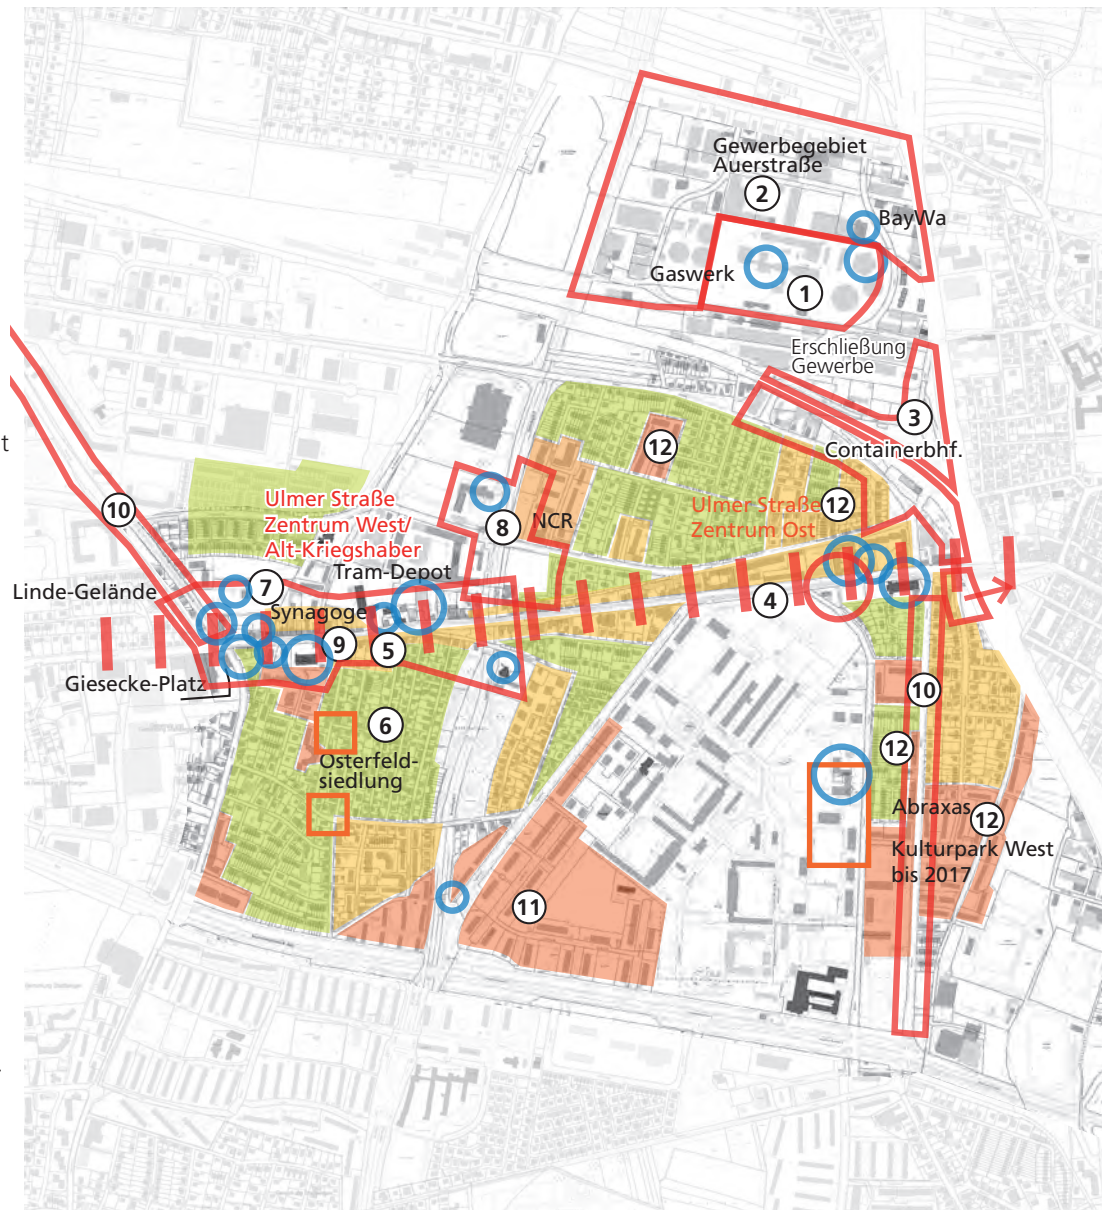 Gewerbegebiet
Auerstraße
2
BayWa
Gaswerk
1
Erschließung
Gewerbe
3
Containerbhf.
t
12
10
Ulmer Straße
Zentrum West/
Alt-Kriegshaber
8
NCR
Ulmer Straße
Zentrum Ost
12
Tram-Depot
7
Linde-Gelände
Synagoge
4
9
5
Giesecke-Platz
10
6
Osterfeld-
siedlung
12
Abraxas
12
Kulturpark West
bis 2017
11